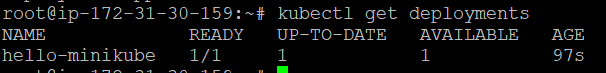 root@ip-172-31-30-159:~# kubectl get deployments
NAME READY UP-TO-DATE AVAILABLE AGE
hello-minikube 1/1 1 1 97s